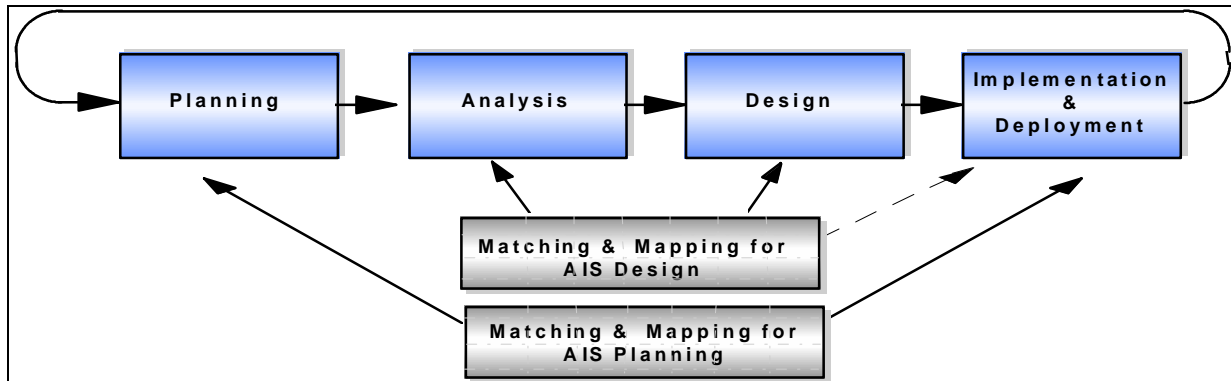 Planning
Analysis
Design
Implementation
&
Deployment
Matching & Mapping for
AIS Design
Matching & Mapping for
AIS Planning